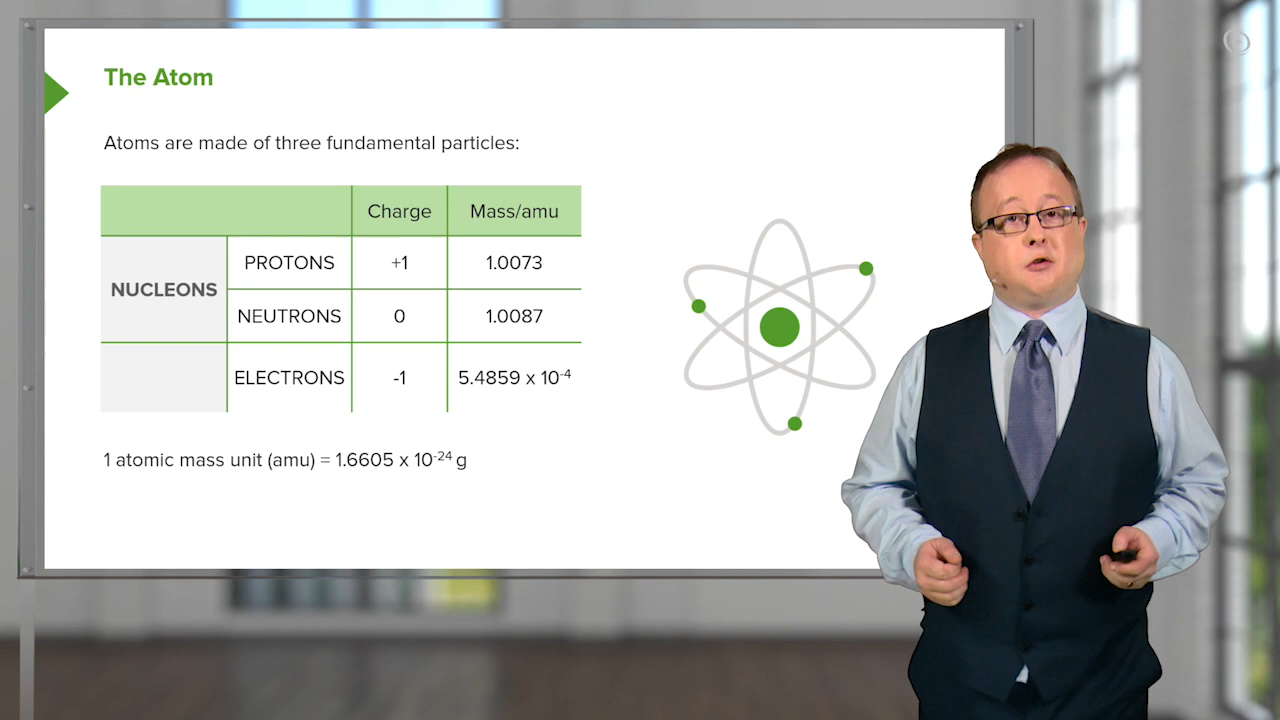 The Atom
Atoms are made of three fundamental particles:
Charge Mass/amu
NUCLEONS PROTONS +1 1.0073
NEUTRONS 0 1.0087
ELECTRONS -1 5.4859 x 10⁻⁴
1 atomic mass unit (amu) = 1.6605 x 10⁻²⁴ g